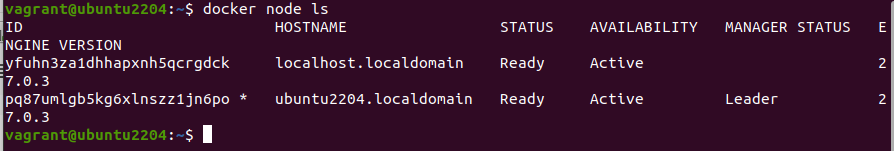 vagrant@ubuntu2204:~$ docker node ls
ID HOSTNAME STATUS AVAILABILITY MANAGER STATUS E
NGINE VERSION
yfuhn3za1dhhapxnh5qcrgdck localhost.localdomain Ready Active 2
7.0.3
pq87umlgb5kg6xlnszz1jn6po * ubuntu2204.localdomain Ready Active Leader 2
7.0.3
vagrant@ubuntu2204:~$